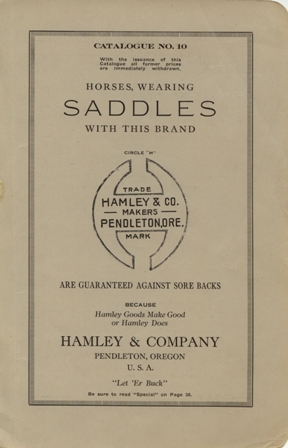 CATALOGUE NO. 10
With the issuance of this
Catalogue all former prices
are immediately withdrawn.
HORSES, WEARING
SADDLES
WITH THIS BRAND
CIRCLE "H"
TRADE
HAMLEY & CO.
— MAKERS —
PENDLETON, ORE.
MARK
ARE GUARANTEED AGAINST SORE BACKS
BECAUSE
Hamley Goods Make Good
or Hamley Does
HAMLEY & COMPANY
PENDLETON, OREGON
U. S. A.
"Let 'Er Buck"
Be sure to read "Special" on Page 36.